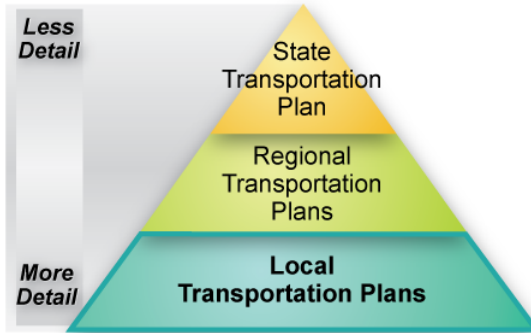 Less
Detail
State
Transportation
Plan
Regional
Transportation
Plans
More
Detail
Local
Transportation Plans